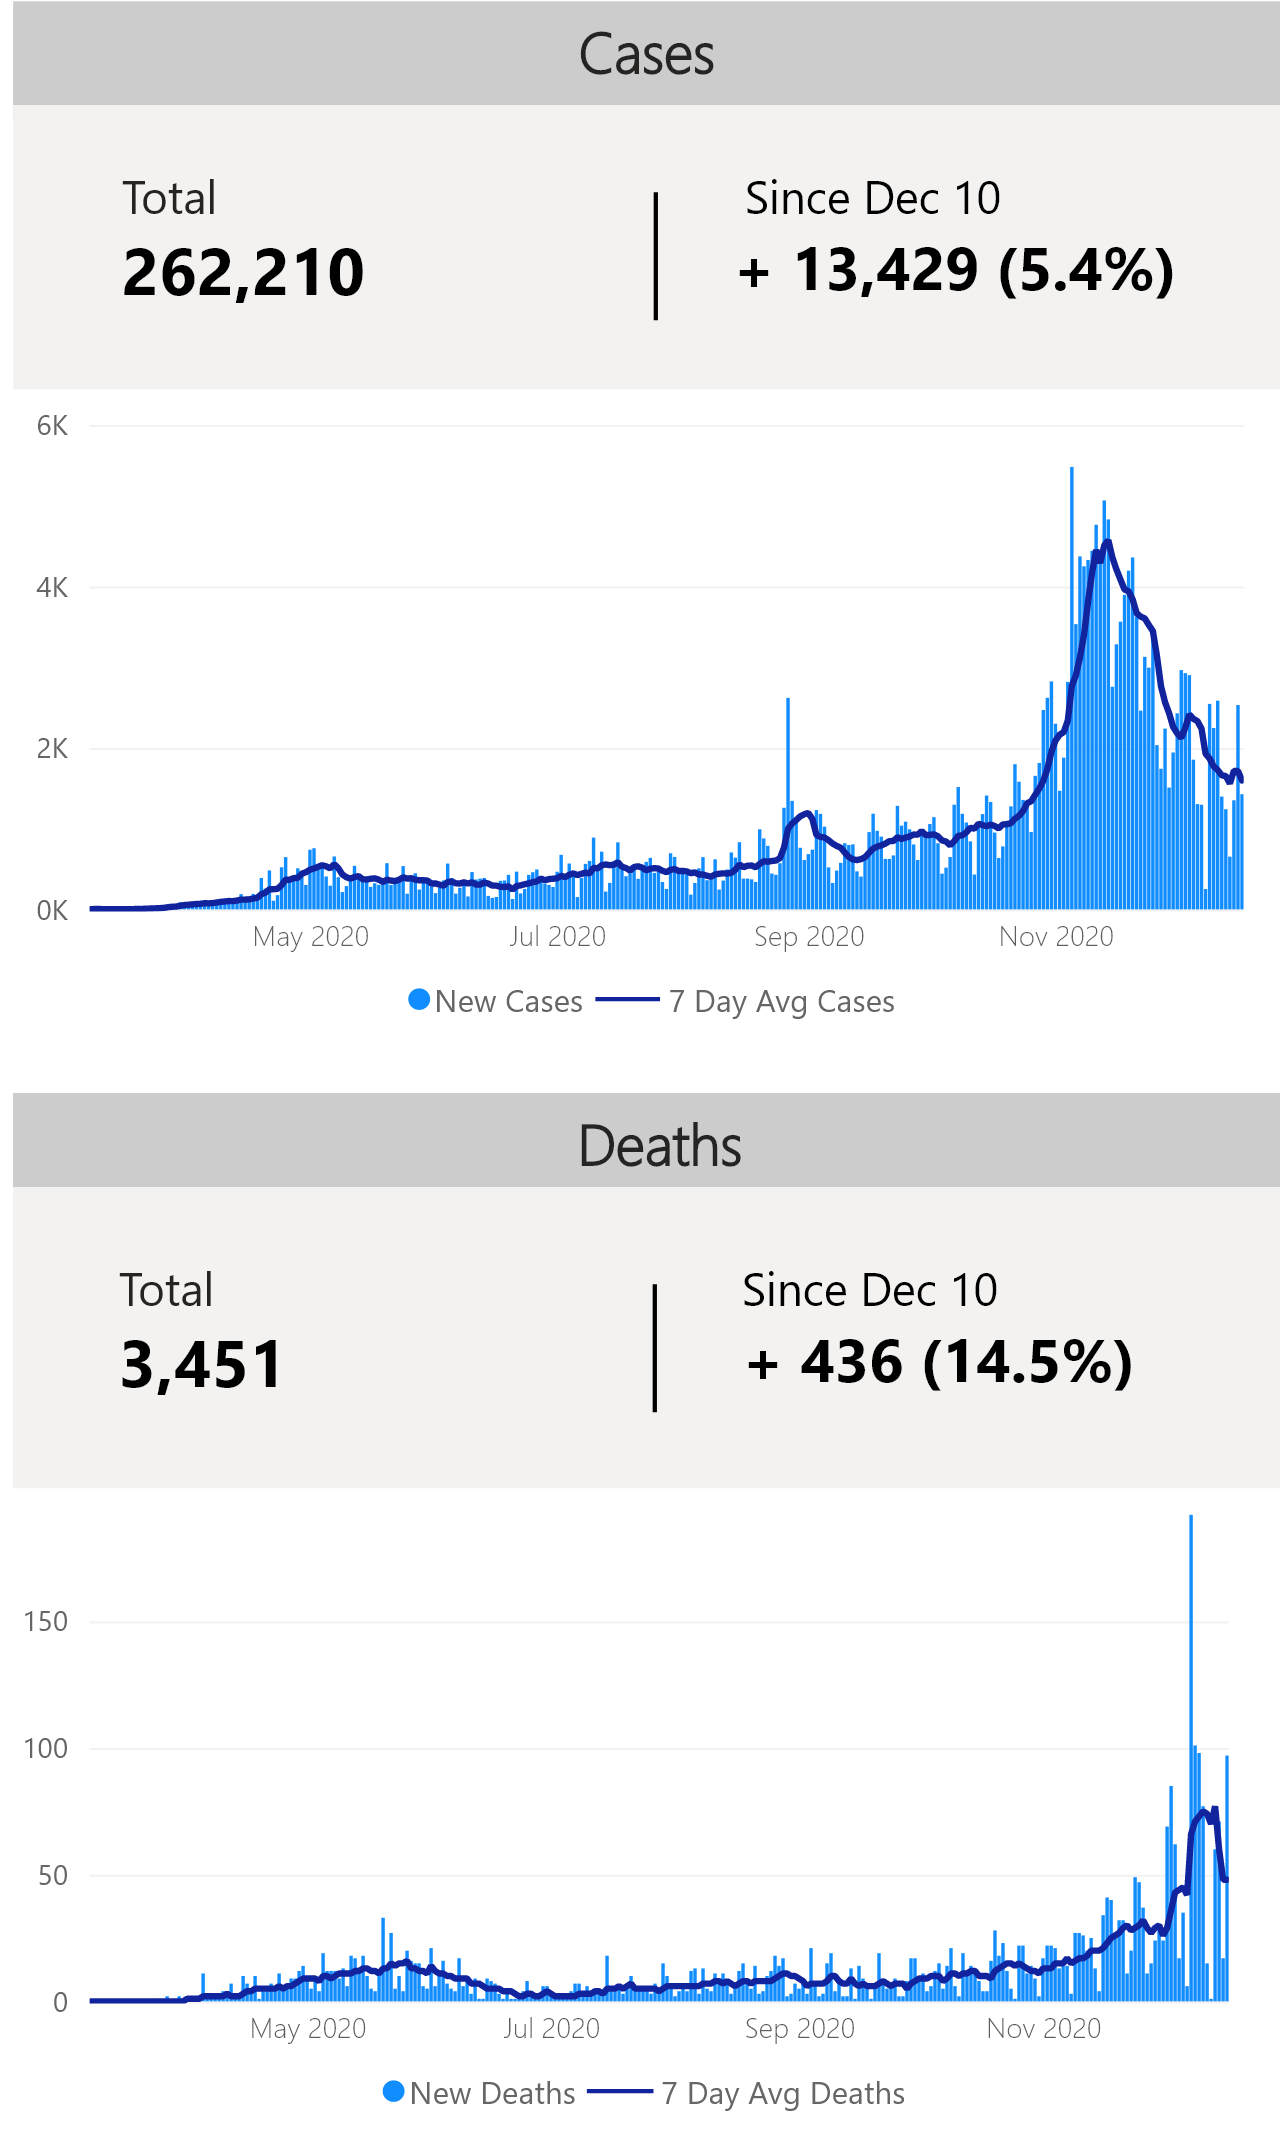 Cases
Total
Since Dec 10
262,210
+ 13,429 (5.4%)
6K
4K
2K
0K
May 2020
Jul 2020
Sep 2020
Nov 2020
New Cases
7 Day Avg Cases
Deaths
Total
Since Dec 10
3,451
+ 436 (14.5%)
150
100
50
0
May 2020
Jul 2020
Sep 2020
Nov 2020
New Deaths
7 Day Avg Deaths